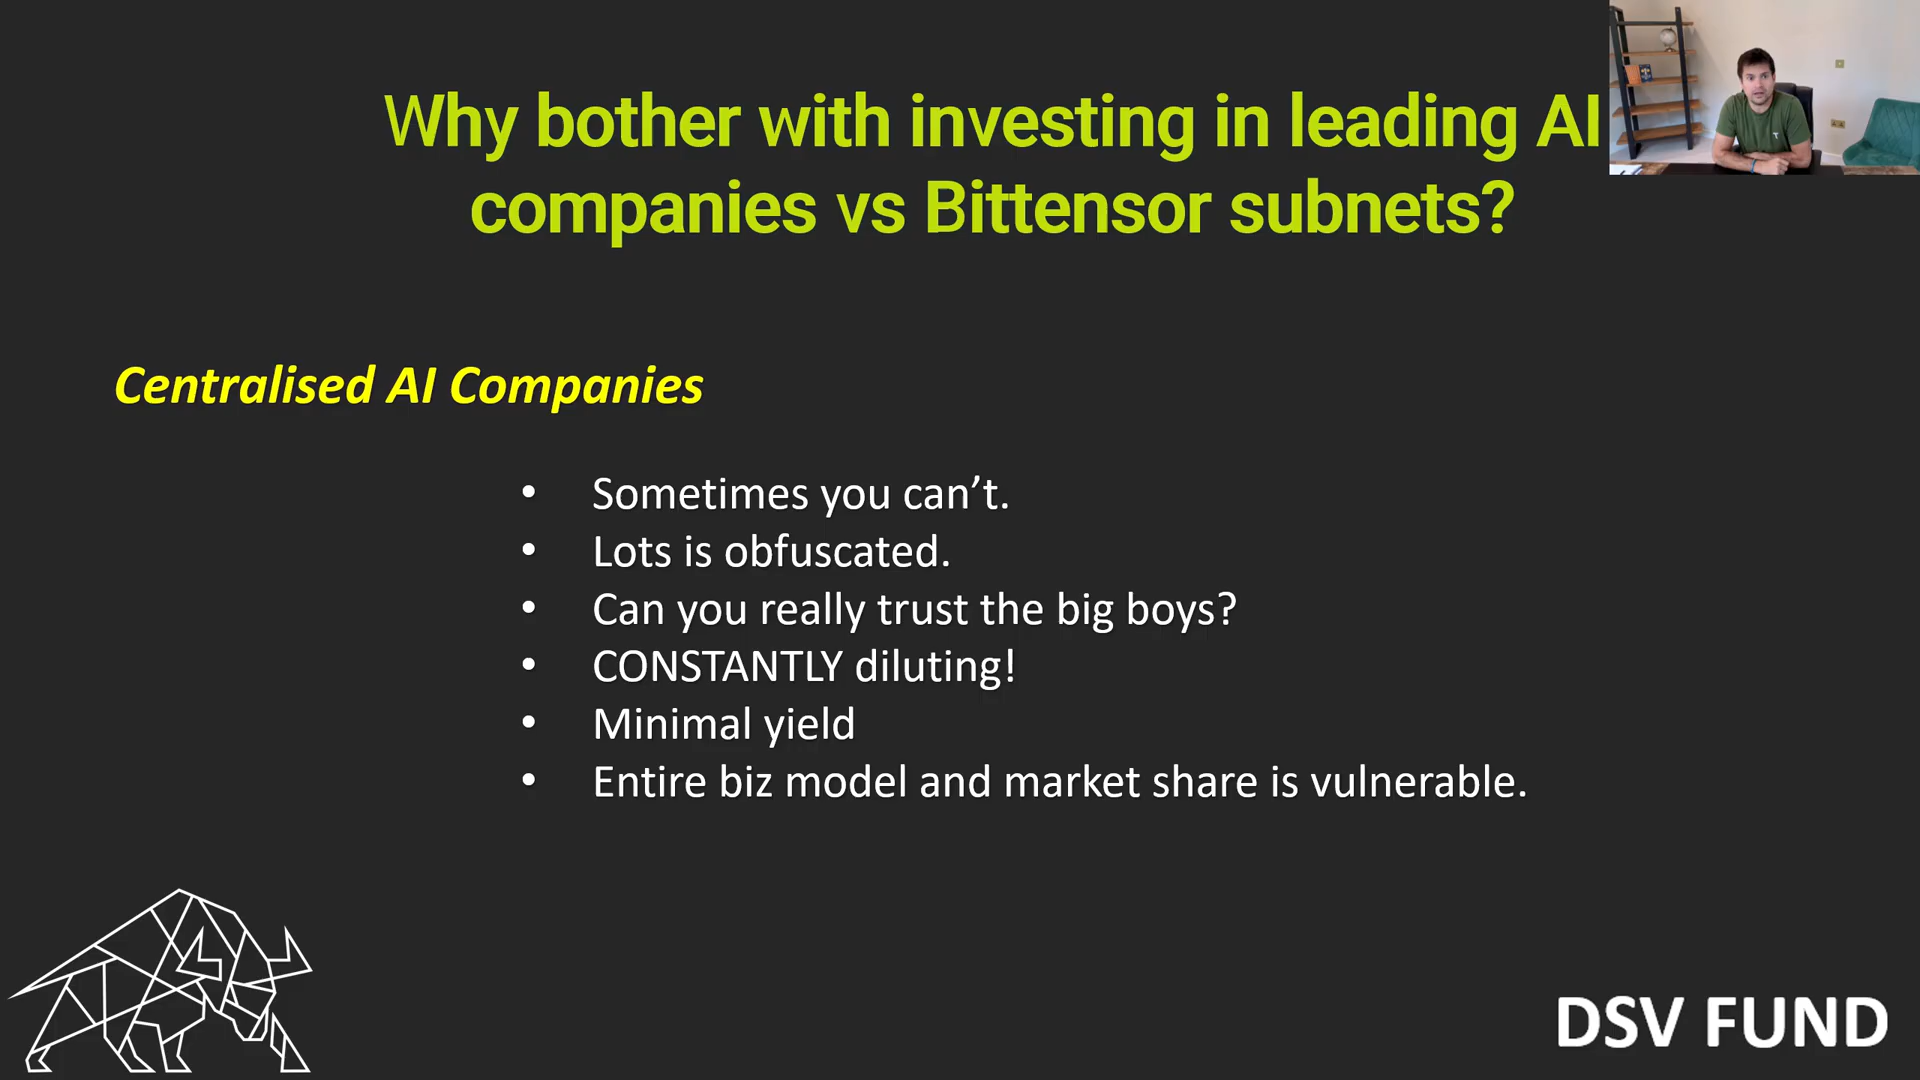 Why bother with investing in leading AI
companies vs Bittensor subnets?
Centralised AI Companies
• Sometimes you can’t.
• Lots is obfuscated.
• Can you really trust the big boys?
• CONSTANTLY diluting!
• Minimal yield
• Entire biz model and market share is vulnerable.
DSV FUND